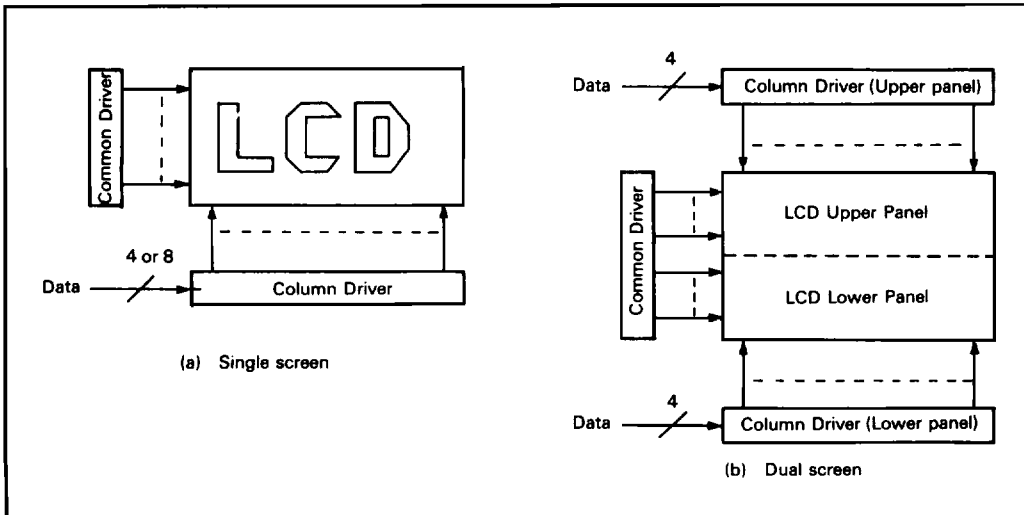 Common Driver
LCD
4 or 8
Data
Column Driver
(a) Single screen
4
Data
Column Driver (Upper panel)
Common Driver
LCD Upper Panel
LCD Lower Panel
4
Data
Column Driver (Lower panel)
(b) Dual screen